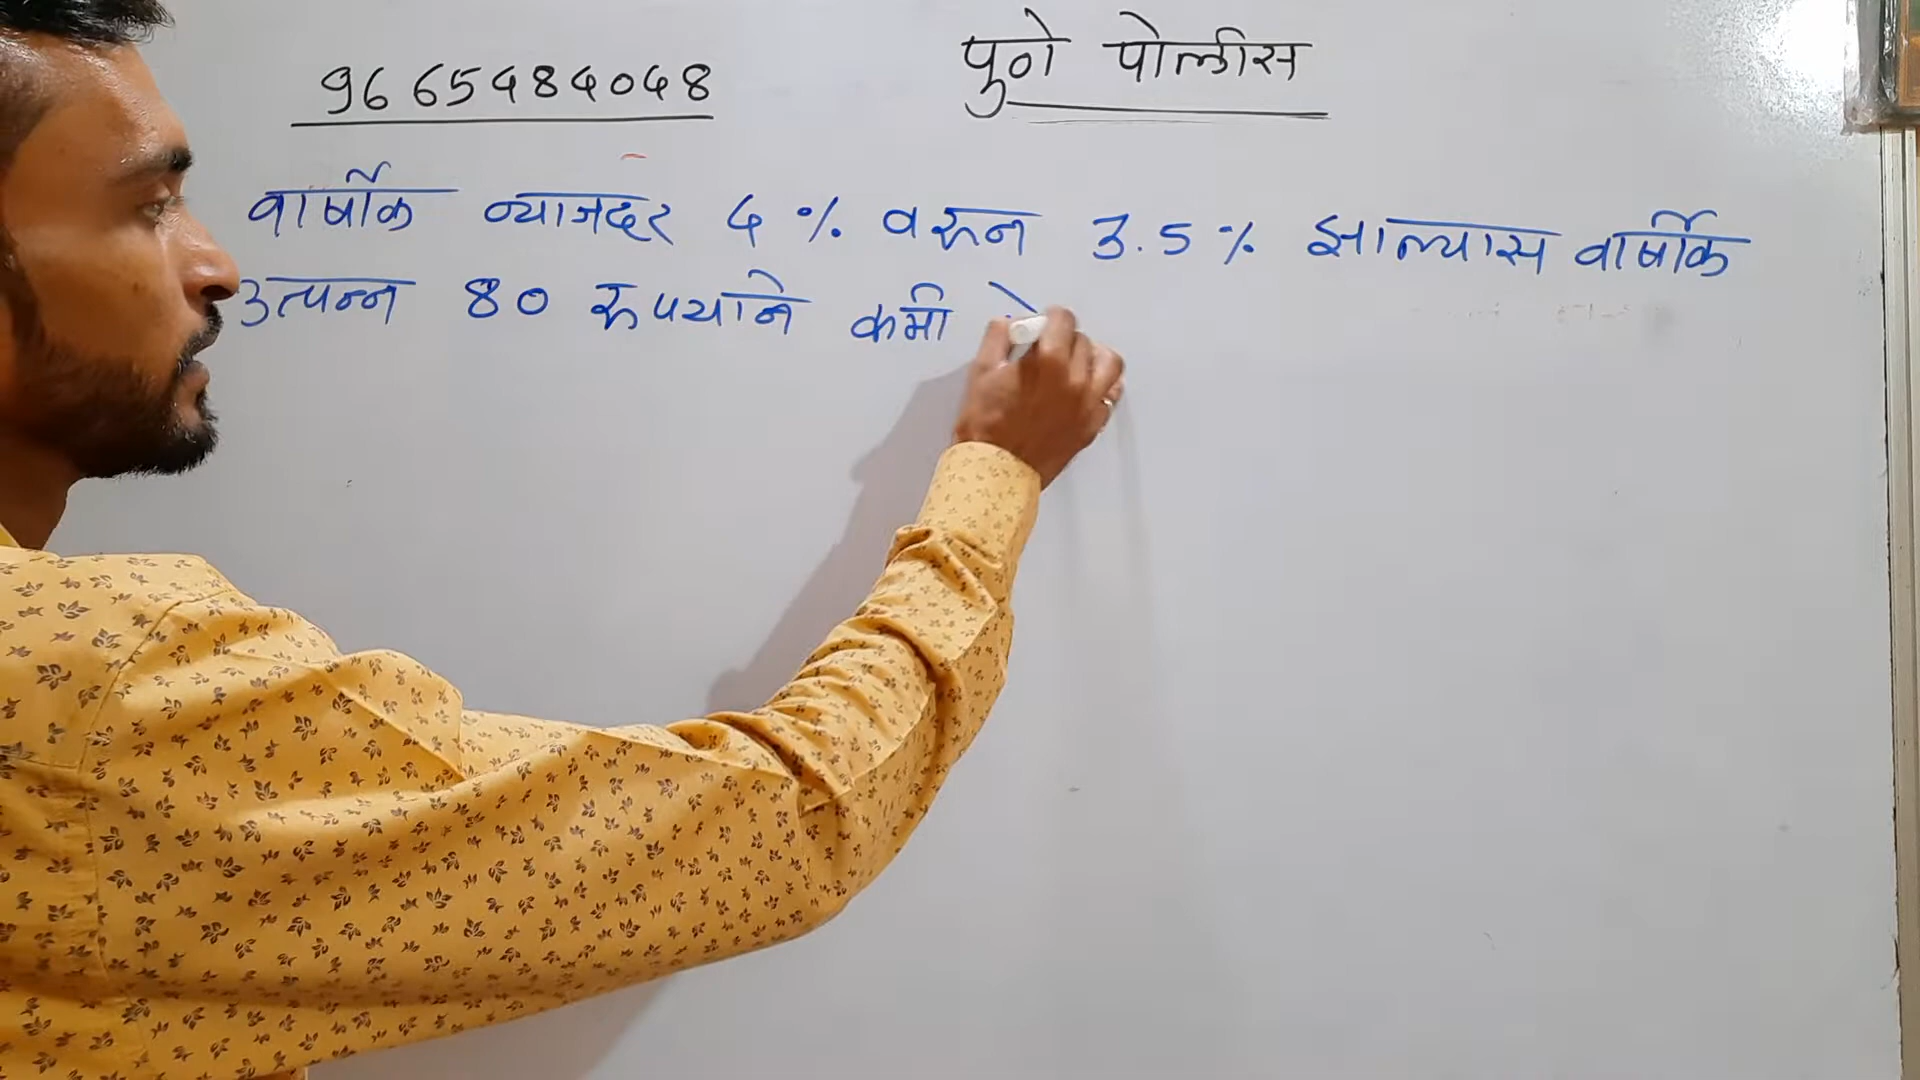 9665484048
पुणे पोलीस
वार्षीक व्याजदर 4 % वरून 3.5 % झाल्यास वार्षीक
उत्पन्न 80 रुपयाने कमी